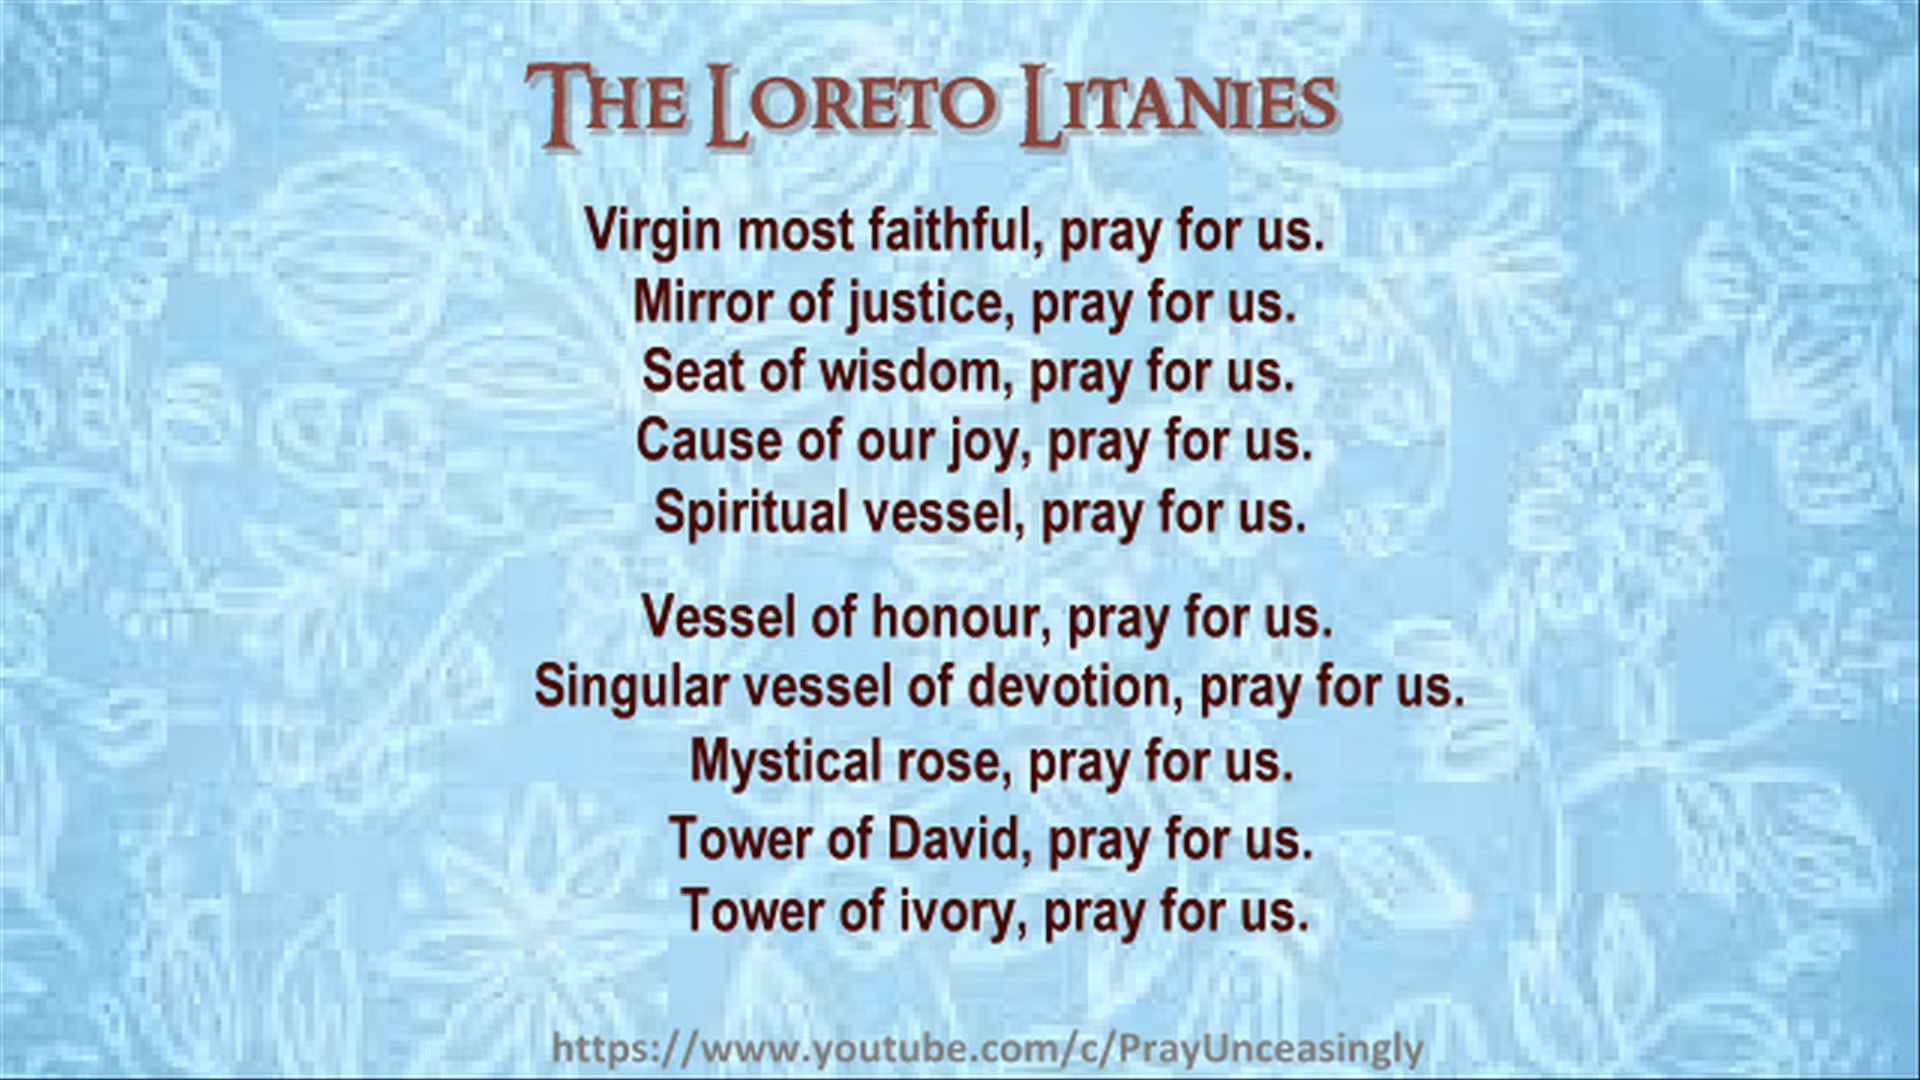 The Loreto Litanies
Virgin most faithful, pray for us.
Mirror of justice, pray for us.
Seat of wisdom, pray for us.
Cause of our joy, pray for us.
Spiritual vessel, pray for us.
Vessel of honour, pray for us.
Singular vessel of devotion, pray for us.
Mystical rose, pray for us.
Tower of David, pray for us.
Tower of ivory, pray for us.
https://www.youtube.com/c/PrayUnceasingly